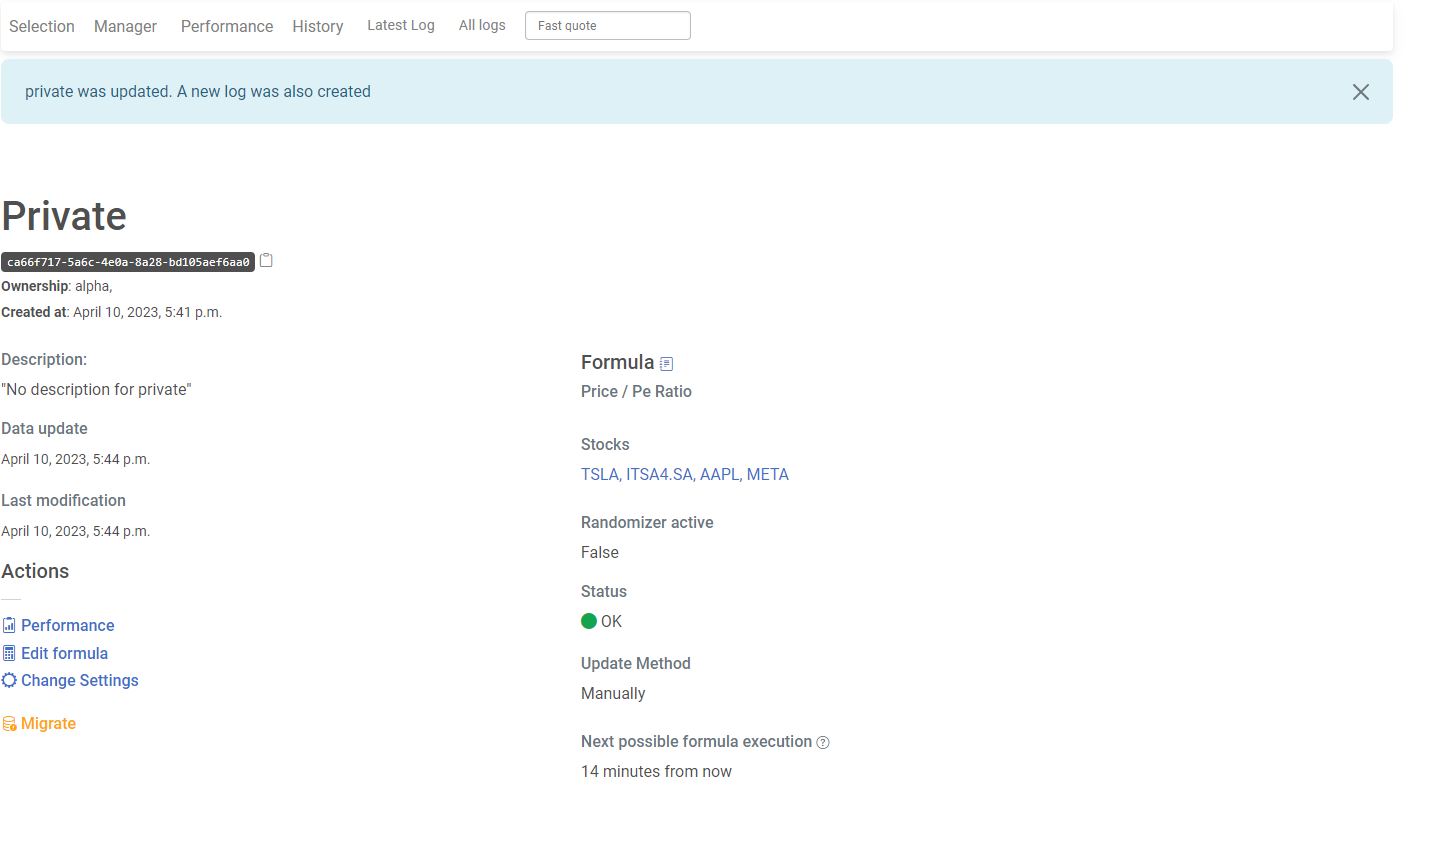 Selection Manager Performance History Latest Log All logs Fast quote
private was updated. A new log was also created
Private
ca66f717-5a6c-4e0a-8a28-bd105aef6aa0
Ownership: alpha,
Created at: April 10, 2023, 5:41 p.m.
Description:
"No description for private"
Data update
April 10, 2023, 5:44 p.m.
Last modification
April 10, 2023, 5:44 p.m.
Actions
Performance
Edit formula
Change Settings
Migrate
Formula
Price / Pe Ratio
Stocks
TSLA, ITSA4.SA, AAPL, META
Randomizer active
False
Status
OK
Update Method
Manually
Next possible formula execution ?
14 minutes from now